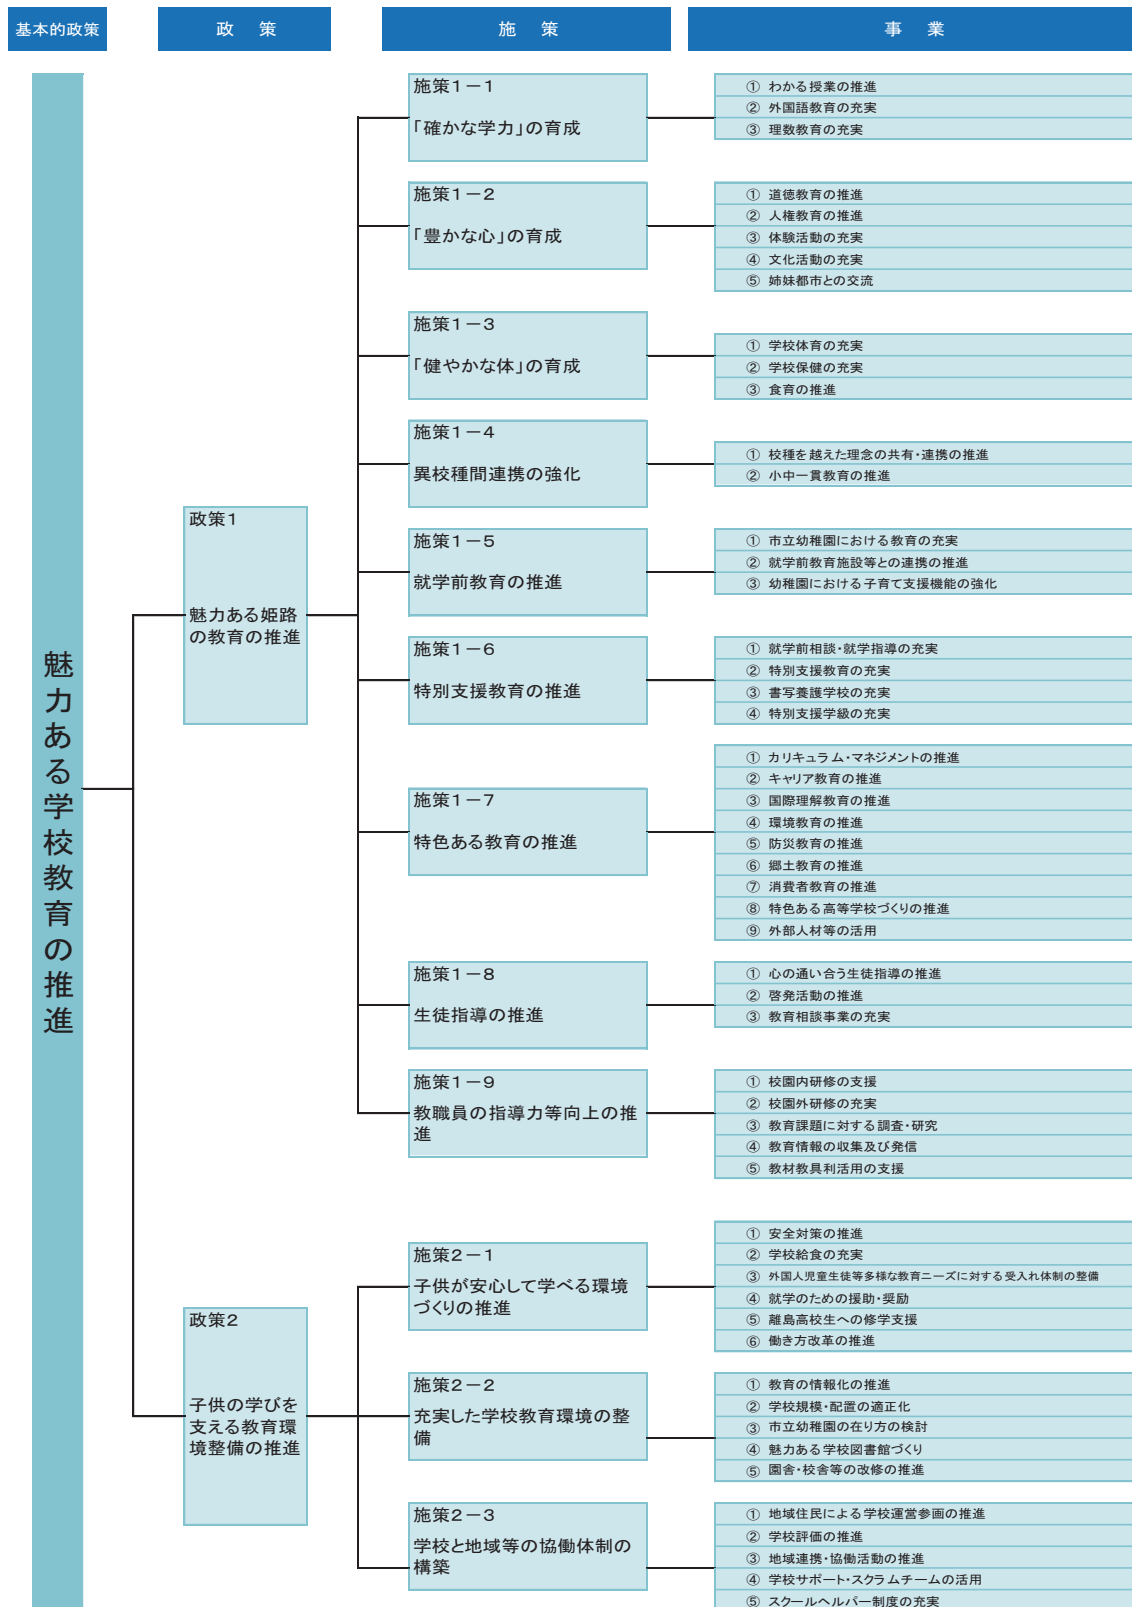 基本的政策
政　策
施　策
事　業
魅力ある学校教育の推進
政策1
魅力ある姫路
の教育の推進
施策1－1
「確かな学力」の育成
① わかる授業の推進
② 外国語教育の充実
③ 理数教育の充実
施策1－2
「豊かな心」の育成
① 道徳教育の推進
② 人権教育の推進
③ 体験活動の充実
④ 文化活動の充実
⑤ 姉妹都市との交流
施策1－3
「健やかな体」の育成
① 学校体育の充実
② 学校保健の充実
③ 食育の推進
施策1－4
異校種間連携の強化
① 校種を越えた理念の共有・連携の推進
② 小中一貫教育の推進
施策1－5
就学前教育の推進
① 市立幼稚園における教育の充実
② 就学前教育施設等との連携の推進
③ 幼稚園における子育て支援機能の強化
施策1－6
特別支援教育の推進
① 就学前相談・就学指導の充実
② 特別支援教育の充実
③ 書写養護学校の充実
④ 特別支援学級の充実
施策1－7
特色ある教育の推進
① カリキュラム・マネジメントの推進
② キャリア教育の推進
③ 国際理解教育の推進
④ 環境教育の推進
⑤ 防災教育の推進
⑥ 郷土教育の推進
⑦ 消費者教育の推進
⑧ 特色ある高等学校づくりの推進
⑨ 外部人材等の活用
施策1－8
生徒指導の推進
① 心の通い合う生徒指導の推進
② 啓発活動の推進
③ 教育相談事業の充実
施策1－9
教職員の指導力等向上の推
進
① 校園内研修の支援
② 校園外研修の充実
③ 教育課題に対する調査・研究
④ 教育情報の収集及び発信
⑤ 教材教具利活用の支援
政策2
子供の学びを
支える教育環
境整備の推進
施策2－1
子供が安心して学べる環境
づくりの推進
① 安全対策の推進
② 学校給食の充実
③ 外国人児童生徒等多様な教育ニーズに対する受入れ体制の整備
④ 就学のための援助・奨励
⑤ 離島高校生への修学支援
⑥ 働き方改革の推進
施策2－2
充実した学校教育環境の整
備
① 教育の情報化の推進
② 学校規模・配置の適正化
③ 市立幼稚園の在り方の検討
④ 魅力ある学校図書館づくり
⑤ 園舎・校舎等の改修の推進
施策2－3
学校と地域等の協働体制の
構築
① 地域住民による学校運営参画の推進
② 学校評価の推進
③ 地域連携・協働活動の推進
④ 学校サポート・スクラムチームの活用
⑤ スクールヘルパー制度の充実